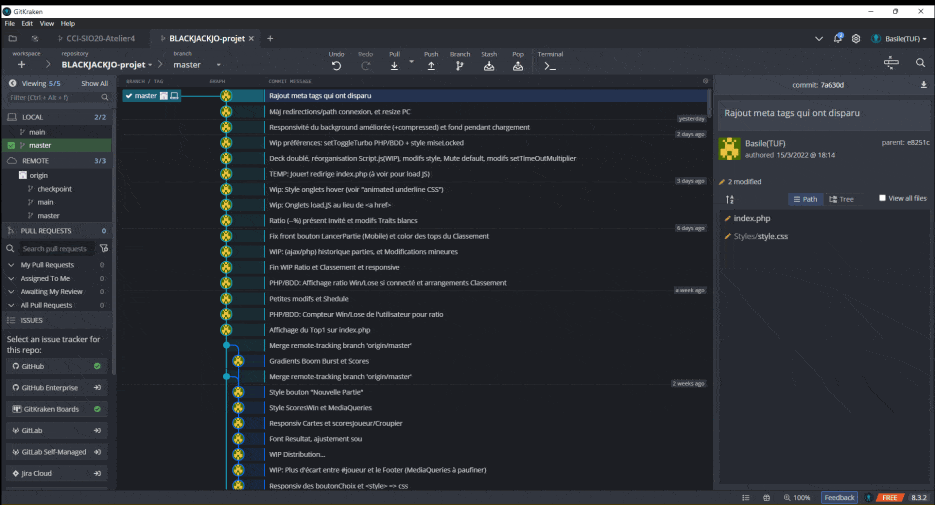 GitKraken
File Edit View Help
CCI-SIO20-Atelier4
BLACKJACKJO-projet
Basile(TUF)
workspace
repository
BLACKJACKJO-projet
branch
master
Undo
Redo
Pull
Push
Branch
Stash
Pop
Terminal
Viewing 5/5
Show All
Filter (Ctrl + Alt + f)
LOCAL 2/2
main
master
REMOTE 3/3
origin
checkpoint
main
master
PULL REQUESTS 0
Search pull requests
My Pull Requests 0
Assigned To Me 0
Awaiting My Review 0
All Pull Requests 0
ISSUES
Select an issue tracker for
this repo:
GitHub
GitHub Enterprise
GitKraken Boards
GitLab
GitLab Self-Managed
Jira Cloud
BRANCH / TAG
GRAPH
COMMIT MESSAGE
master
Rajout meta tags qui ont disparu
Màj redirections/path connexion, et resize PC
yesterday
Responsivité du background améliorée (+compressed) et fond pendant chargement
2 days ago
Wip préférences: setToggleTurbo PHP/BDD + style miseLocked
Deck doublé, réorganisation Script.js(WIP), modifs style, Mute default, modifs setTimeOutMultiplier
TEMP: Jouer! redirige index.php (à voir pour load JS)
3 days ago
Wip: Style onglets hover (voir "animated underline CSS")
Wip: Onglets load.JS au lieu de <a href>
Ratio (--%) présent Invité et modifs Traits blancs
6 days ago
Fix front bouton LancerPartie (Mobile) et color des tops du Classement
WIP: (ajax/php) historique parties, et Modifications mineures
Fin WIP Ratio et Classement et responsive
PHP/BDD: Affichage ratio Win/Lose si connecté et arrangements Classement
a week ago
Petites modifs et Shedule
PHP/BDD: Compteur Win/Lose de l'utilisateur pour ratio
Affichage du Top1 sur index.php
Merge remote-tracking branch 'origin/master'
Gradients Boom Burst et Scores
Merge remote-tracking branch 'origin/master'
2 weeks ago
Style bouton "Nouvelle Partie"
Style ScoresWin et MediaQueries
Responsiv Cartes et scoresJoueur/Croupier
Font Resultat, ajustement sou
WIP Distribution...
WIP: Plus d'écart entre #joueur et le Footer (MediaQueries à paufiner)
Responsiv des boutonChoix et <style> => css
commit: 7a630d
Rajout meta tags qui ont disparu
Basile(TUF)
authored 15/3/2022 @ 18:14
parent: e8251c
2 modified
Path
Tree
View all files
index.php
Styles/style.css
100%
Feedback
FREE
8.3.2